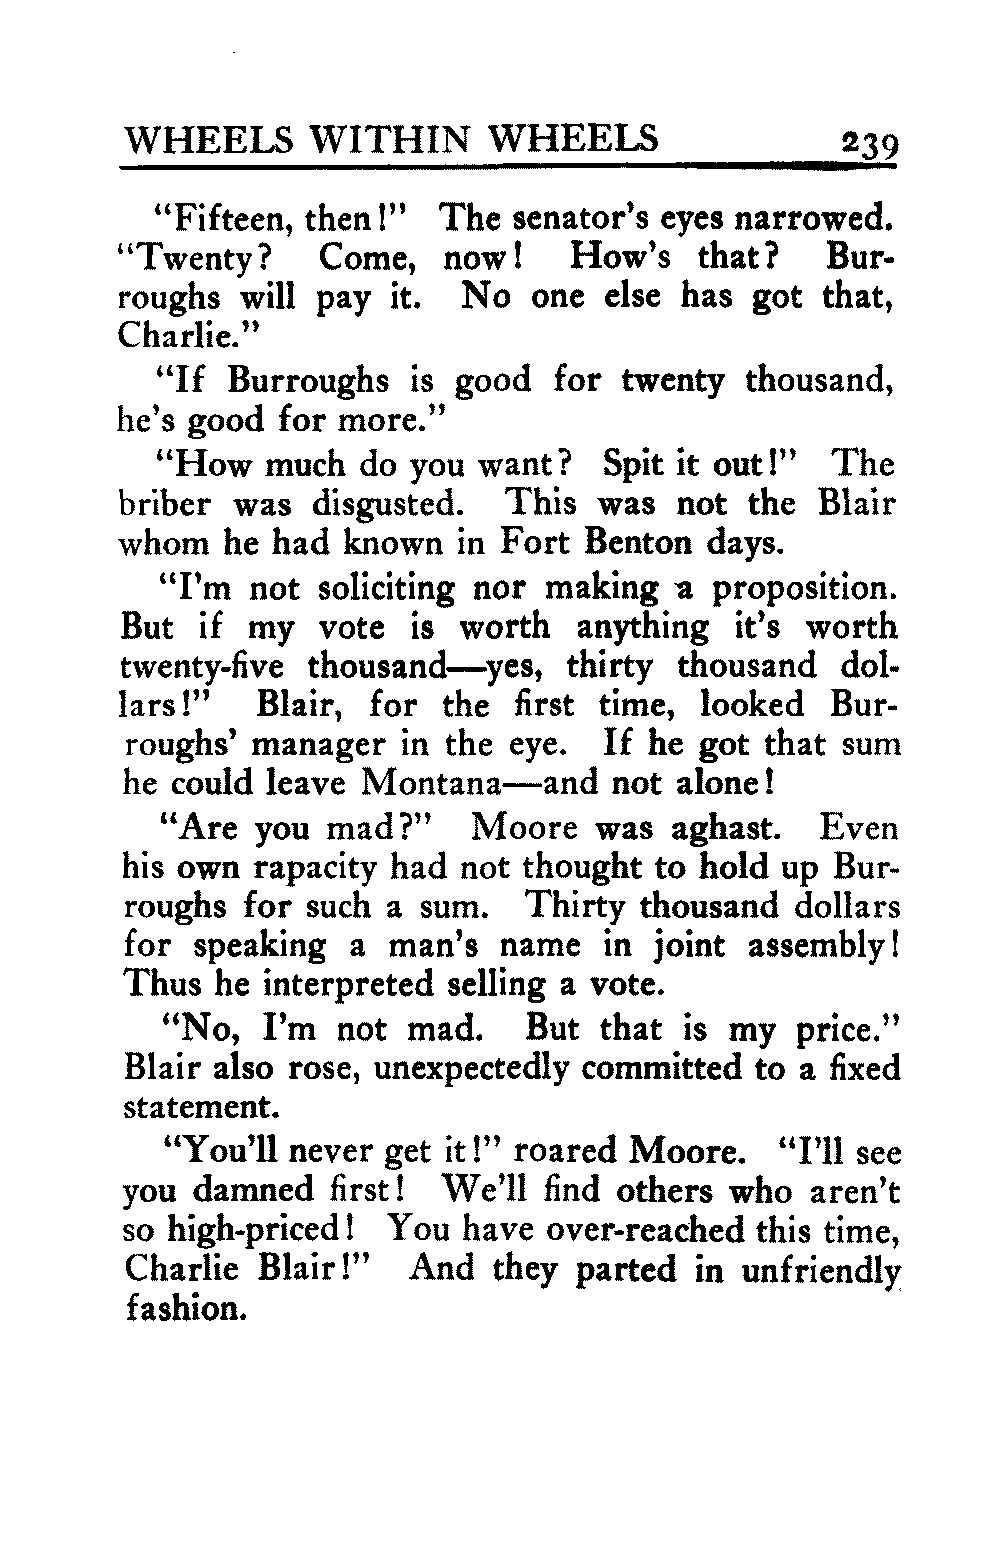 WHEELS WITHIN WHEELS 239
"Fifteen, then!" The senator's eyes narrowed.
"Twenty? Come, now! How's that? Bur-
roughs will pay it. No one else has got that,
Charlie."
"If Burroughs is good for twenty thousand,
he's good for more."
"How much do you want? Spit it out!" The
briber was disgusted. This was not the Blair
whom he had known in Fort Benton days.
"I'm not soliciting nor making a proposition.
But if my vote is worth anything it's worth
twenty-five thousand—yes, thirty thousand dol-
lars!" Blair, for the first time, looked Bur-
roughs' manager in the eye. If he got that sum
he could leave Montana—and not alone!
"Are you mad?" Moore was aghast. Even
his own rapacity had not thought to hold up Bur-
roughs for such a sum. Thirty thousand dollars
for speaking a man's name in joint assembly!
Thus he interpreted selling a vote.
"No, I'm not mad. But that is my price."
Blair also rose, unexpectedly committed to a fixed
statement.
"You'll never get it!" roared Moore. "I'll see
you damned first! We'll find others who aren't
so high-priced! You have over-reached this time,
Charlie Blair!" And they parted in unfriendly
fashion.